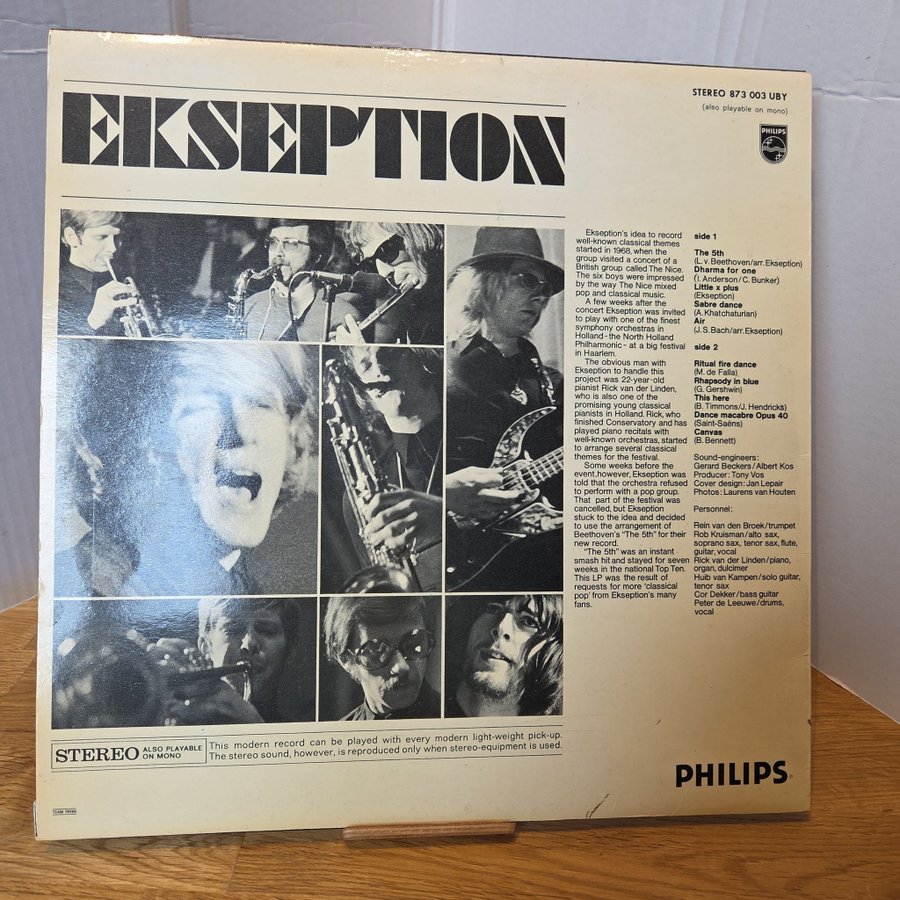 EKSEPTION
STEREO 873 003 UBY
(also playable on mono)
PHILIPS
Ekseption's idea to record
well-known classical themes
started in 1968, when the
group visited a concert of a
British group called The Nice.
The six boys were impressed
by the way The Nice mixed
pop and classical music.
A few weeks after the
concert Ekseption was invited
to play with one of the finest
symphony orchestras in
Holland-the North Holland
Philharmonic- at a big festival
in Haarlem.
The obvious man with
Ekseption to handle this
project was 22-year-old
pianist Rick van der Linden,
who is also one of the
promising young classical
pianists in Holland. Rick, who
finished Conservatory and has
played piano recitals with
well-known orchestras, started
to arrange several classical
themes for the festival.
Some weeks before the
event, however, Ekseption was
told that the orchestra refused
to perform with a pop group.
That part of the festival was
cancelled, but Ekseption
stuck to the idea and decided
to use the arrangement of
Beethoven's "The 5th" for their
new record.
"The 5th" was an instant
smash hit and stayed for seven
weeks in the national Top Ten.
This LP was the result of
requests for more 'classical
pop' from Ekseption's many
fans.
side 1
The 5th
(L. v. Beethoven/arr. Ekseption)
Dharma for one
(I. Anderson/C. Bunker)
Little x plus
(Ekseption)
Sabre dance
(A. Khatchaturian)
Air
(J. S. Bach/arr. Ekseption)
side 2
Ritual fire dance
(M. de Falla)
Rhapsody in blue
(G. Gershwin)
This here
(B. Timmons/J. Hendricks)
Dance macabre Opus 40
(Saint-Saëns)
Canvas
(B. Bennett)
Sound-engineers:
Gerard Beckers/Albert Kos
Producer: Tony Vos
Cover design: Jan Lepair
Photos: Laurens van Houten
Personnel:
Rein van den Broek/trumpet
Rob Kruisman/alto sax,
soprano sax, tenor sax, flute,
guitar, vocal
Rick van der Linden/piano,
organ, dulcimer
Huib van Kampen/solo guitar,
tenor sax
Cor Dekker/bass guitar
Peter de Leeuwe/drums,
vocal
STEREO ALSO PLAYABLE
ON MONO
This modern record can be played with every modern light-weight pick-up.
The stereo sound, however, is reproduced only when stereo-equipment is used.
PHILIPS